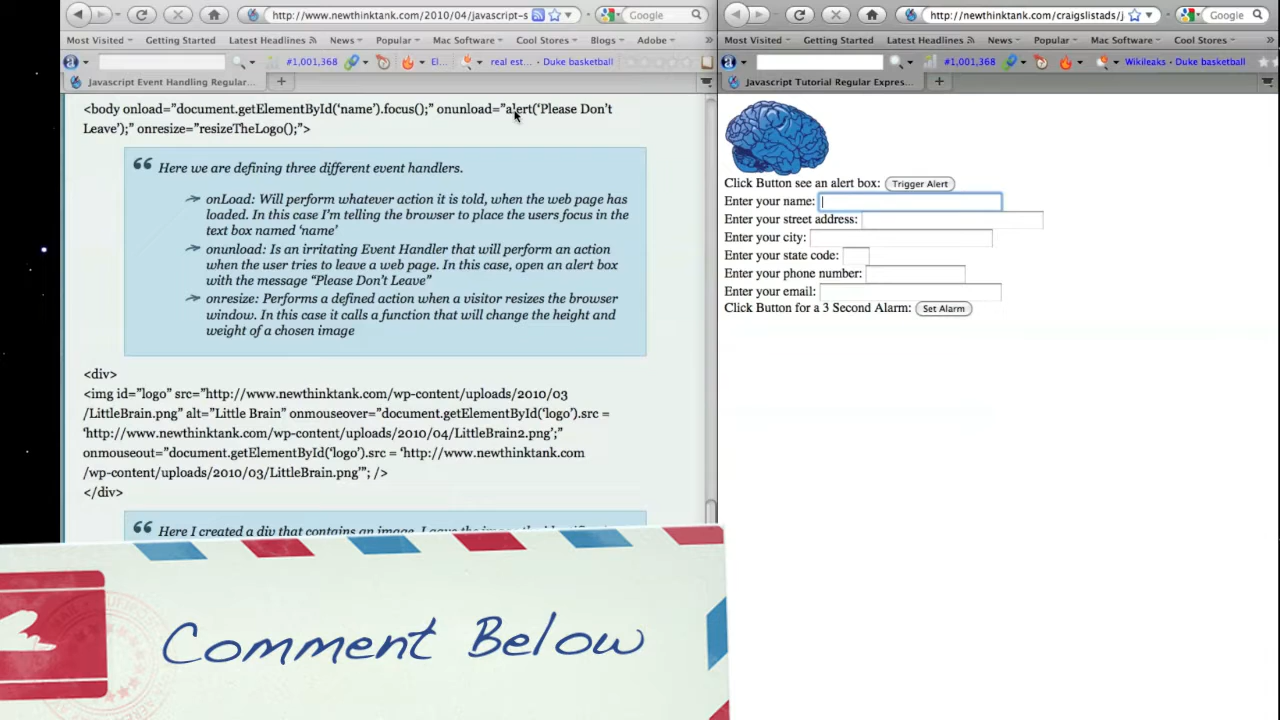 http://www.newthinktank.com/2010/04/javascript-s
Google
Most Visited Getting Started Latest Headlines News Popular Mac Software Cool Stores Blogs Adobe »
#1,001,368 El... real est... Duke basketball
Javascript Event Handling Regular...
<body onload="document.getElementById('name').focus();" onunload="alert('Please Don't
Leave');" onresize="resizeTheLogo();">
Here we are defining three different event handlers.
onLoad: Will perform whatever action it is told, when the web page has
loaded. In this case I'm telling the browser to place the users focus in the
text box named 'name'
onunload: Is an irritating Event Handler that will perform an action
when the user tries to leave a web page. In this case, open an alert box
with the message "Please Don't Leave"
onresize: Performs a defined action when a visitor resizes the browser
window. In this case it calls a function that will change the height and
weight of a chosen image
<div>
<img id="logo" src="http://www.newthinktank.com/wp-content/uploads/2010/03
/LittleBrain.png" alt="Little Brain" onmouseover="document.getElementById('logo').src =
'http://www.newthinktank.com/wp-content/uploads/2010/04/LittleBrain2.png';"
onmouseout="document.getElementById('logo').src = 'http://www.newthinktank.com
/wp-content/uploads/2010/03/LittleBrain.png'"; />
</div>
Here I created a div that contains an image. I gave the image the
Comment Below
http://www.newthinktank.com/craigslistads/j
Google
Most Visited Getting Started Latest Headlines News Popular Mac Software Cool Stores »
#1,001,368 Wikileaks Duke basketball
Javascript Tutorial Regular Expres...
Click Button see an alert box: Trigger Alert
Enter your name:
Enter your street address:
Enter your city:
Enter your state code:
Enter your phone number:
Enter your email:
Click Button for a 3 Second Alarm: Set Alarm